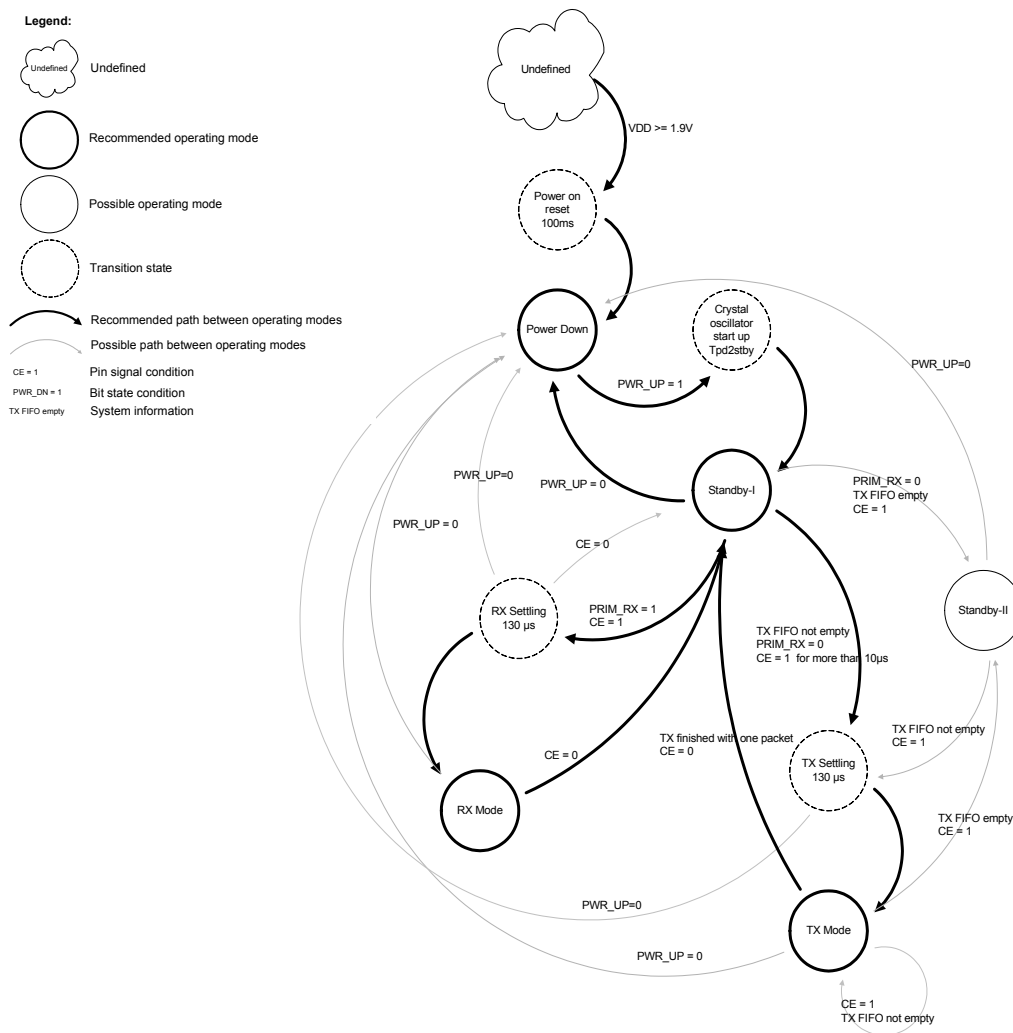 Legend:
Undefined
Undefined
Recommended operating mode
Possible operating mode
Transition state
Recommended path between operating modes
Possible path between operating modes
CE = 1
Pin signal condition
PWR_DN = 1
Bit state condition
TX FIFO empty
System information
Undefined
VDD >= 1.9V
Power on
reset
100ms
Power Down
Crystal
oscillator
start up
Tpd2stby
PWR_UP=0
PWR_UP = 1
PWR_UP=0
PWR_UP = 0
Standby-I
PRIM_RX = 0
TX FIFO empty
CE = 1
PWR_UP = 0
CE = 0
RX Settling
130 µs
PRIM_RX = 1
CE = 1
Standby-II
TX FIFO not empty
PRIM_RX = 0
CE = 1 for more than 10µs
TX FIFO not empty
CE = 1
TX finished with one packet
CE = 0
CE = 0
TX Settling
130 µs
RX Mode
TX FIFO empty
CE = 1
PWR_UP=0
TX Mode
PWR_UP = 0
CE = 1
TX FIFO not empty